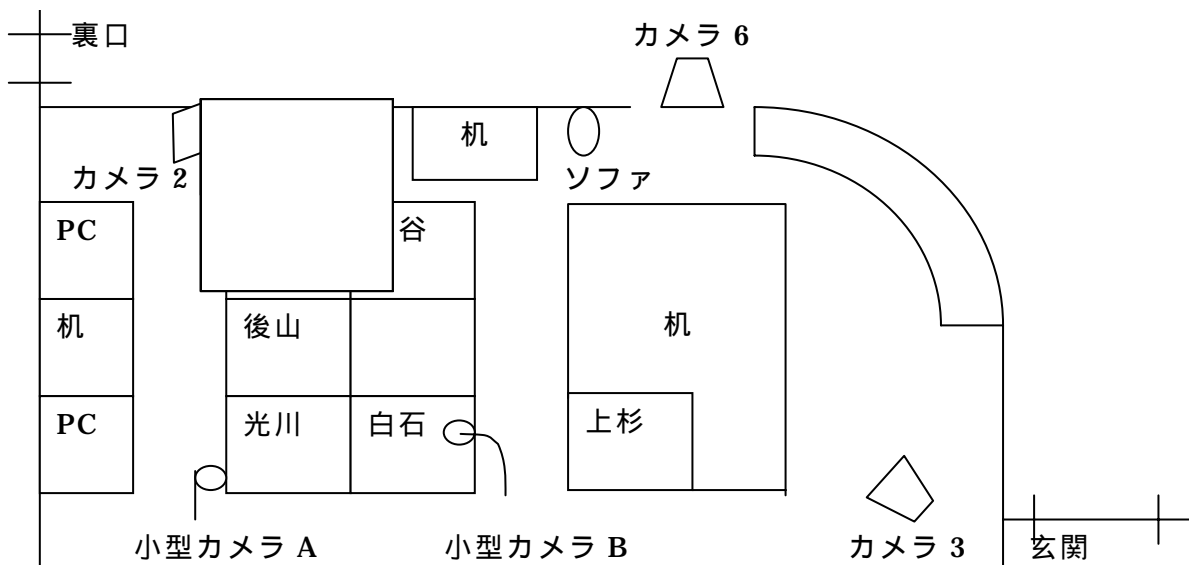 裏口
カメラ 6
机
カメラ 2
ソファ
PC
谷
机
後山
机
PC
光川
白石
上杉
小型カメラ A
小型カメラ B
カメラ 3
玄関